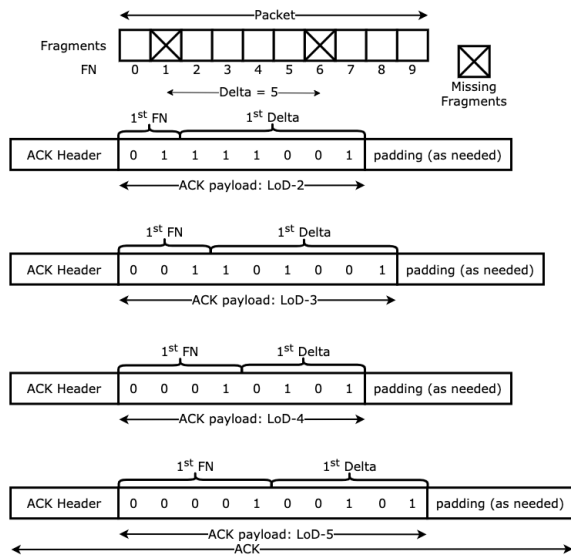 Packet
Fragments
FN 0 1 2 3 4 5 6 7 8 9
Delta = 5
Missing
Fragments
1st FN 1st Delta
ACK Header 0 1 1 1 1 0 0 1 padding (as needed)
ACK payload: LoD-2
1st FN 1st Delta
ACK Header 0 0 1 1 0 1 0 0 1 padding (as needed)
ACK payload: LoD-3
1st FN 1st Delta
ACK Header 0 0 0 1 0 1 0 1 padding (as needed)
ACK payload: LoD-4
1st FN 1st Delta
ACK Header 0 0 0 0 1 0 0 1 0 1 padding (as needed)
ACK payload: LoD-5
ACK